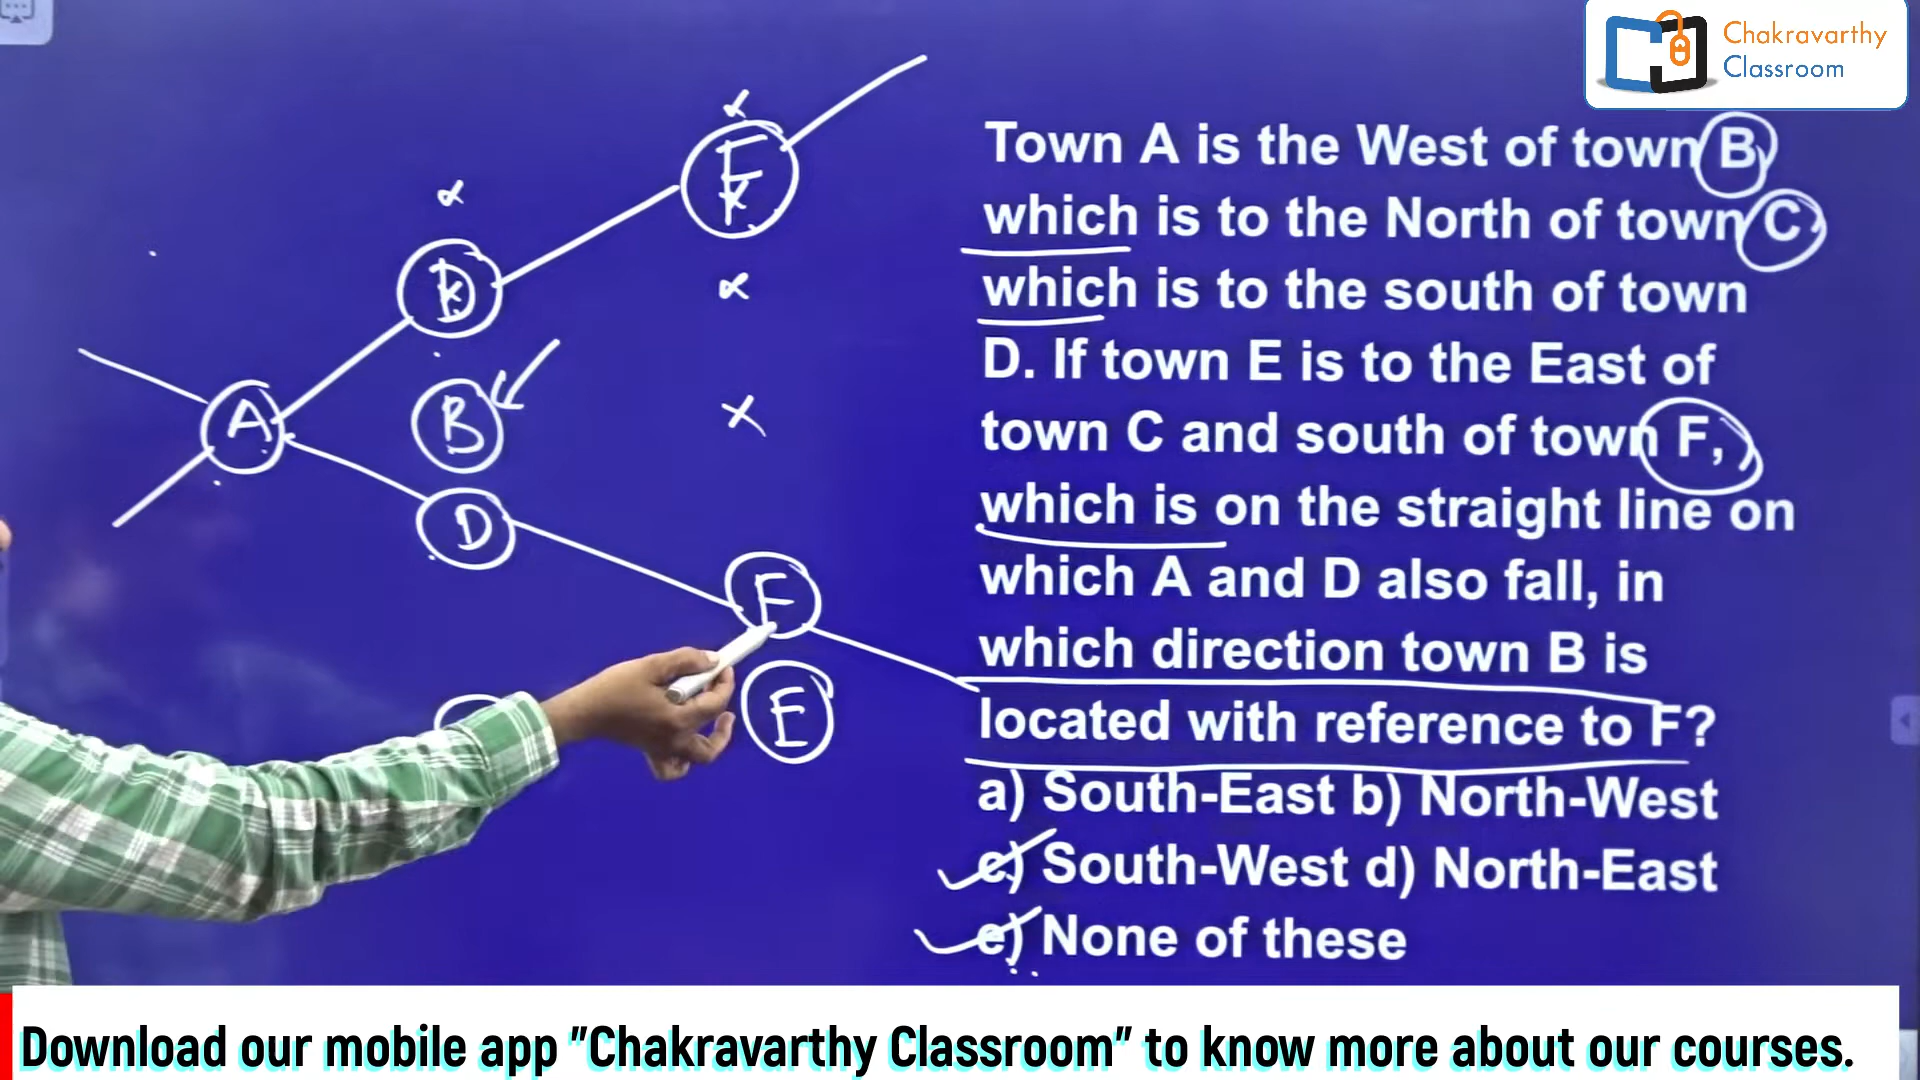 Chakravarthy
Classroom
Town A is the West of town B,
which is to the North of town C,
which is to the south of town
D. If town E is to the East of
town C and south of town F,
which is on the straight line on
which A and D also fall, in
which direction town B is
located with reference to F?
a) South-East b) North-West
c) South-West d) North-East
e) None of these
F
D
A
B
D
F
E
Download our mobile app "Chakravarthy Classroom" to know more about our courses.